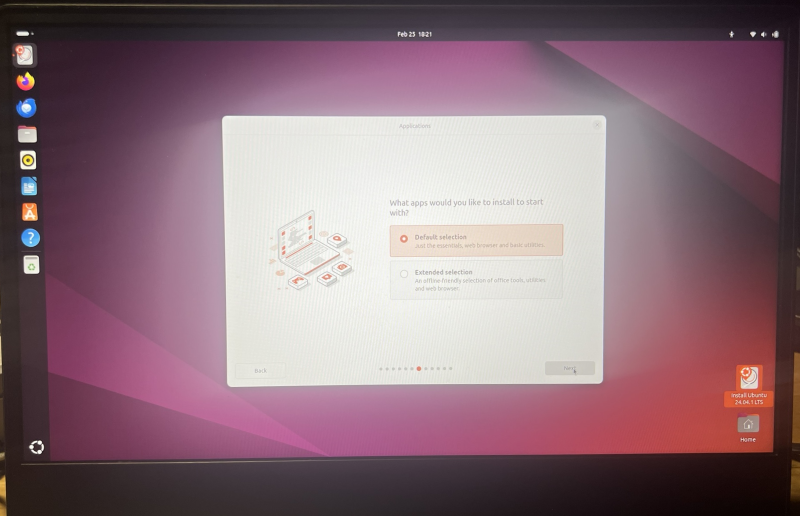 Feb 25 18:21
Applications
What apps would you like to install to start
with?
Default selection
Just the essentials, web browser and basic utilities.
Extended selection
An offline-friendly selection of office tools, utilities
and web browser.
Back
Next
Install Ubuntu
24.04.1 LTS
Home